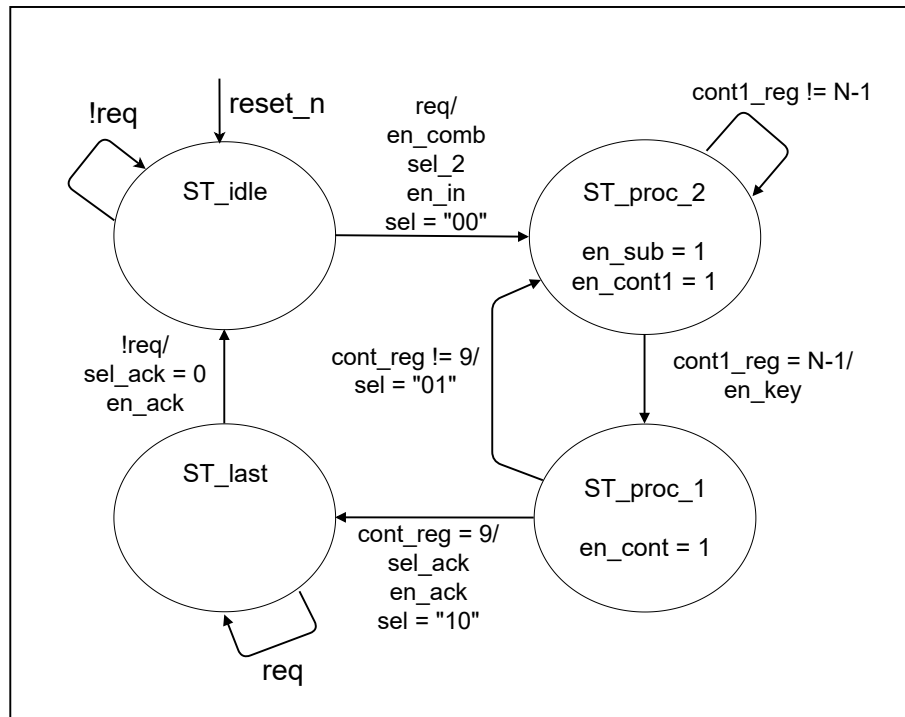 reset_n
!req
ST_idle
req/
en_comb
sel_2
en_in
sel = "00"
cont1_reg != N-1
ST_proc_2
en_sub = 1
en_cont1 = 1
!req/
sel_ack = 0
en_ack
cont_reg != 9/
sel = "01"
cont1_reg = N-1/
en_key
ST_last
ST_proc_1
en_cont = 1
cont_reg = 9/
sel_ack
en_ack
sel = "10"
req